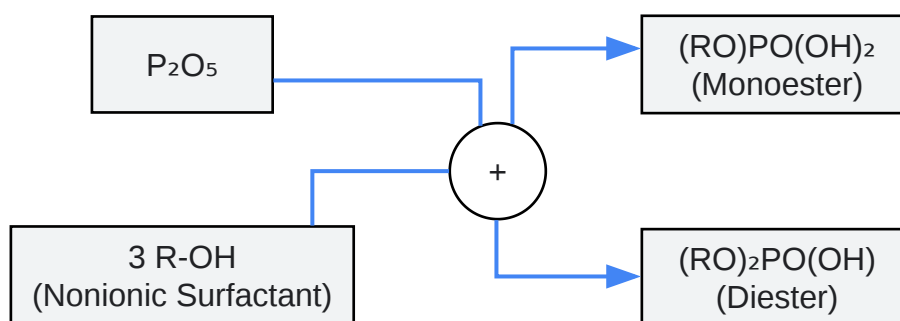 P₂O₅
(RO)PO(OH)₂
(Monoester)
+
3 R-OH
(Nonionic Surfactant)
(RO)₂PO(OH)
(Diester)